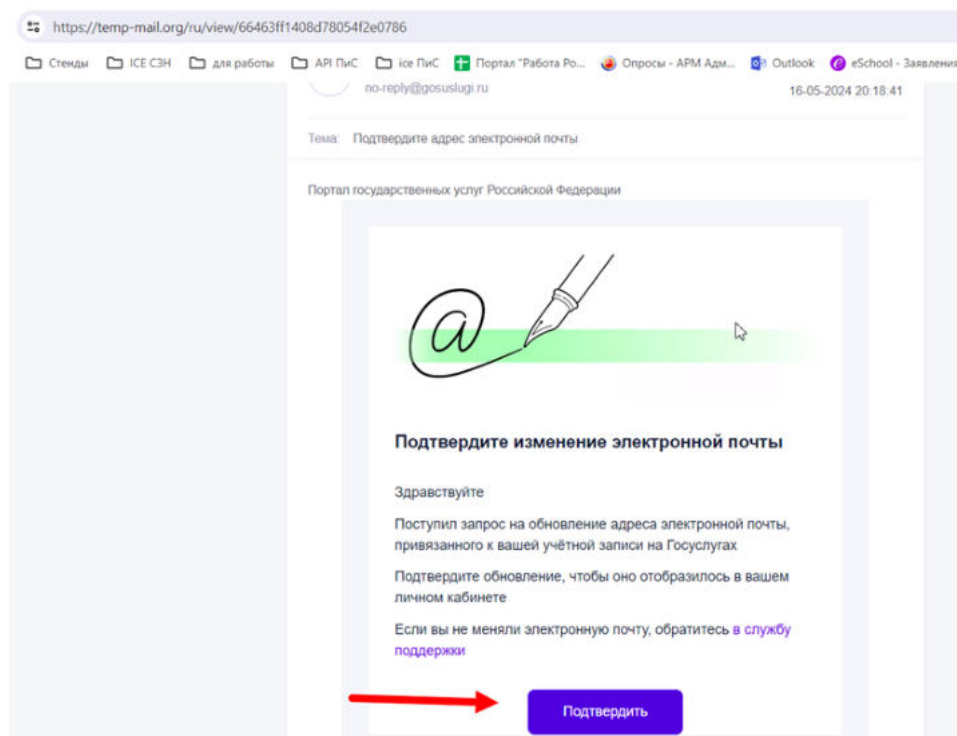 https://temp-mail.org/ru/view/66463ff1408d78054f2e0786
Стенды ICE СЗН для работы API ПиС ice ПиС Портал "Работа Ро... Опросы - АРМ Адм... Outlook eSchool - Заявления
no-reply@gosuslugi.ru 16-05-2024 20:18:41
Тема: Подтвердите адрес электронной почты
Портал государственных услуг Российской Федерации
@
Подтвердите изменение электронной почты
Здравствуйте
Поступил запрос на обновление адреса электронной почты,
привязанного к вашей учётной записи на Госуслугах
Подтвердите обновление, чтобы оно отобразилось в вашем
личном кабинете
Если вы не меняли электронную почту, обратитесь в службу
поддержки
Подтвердить